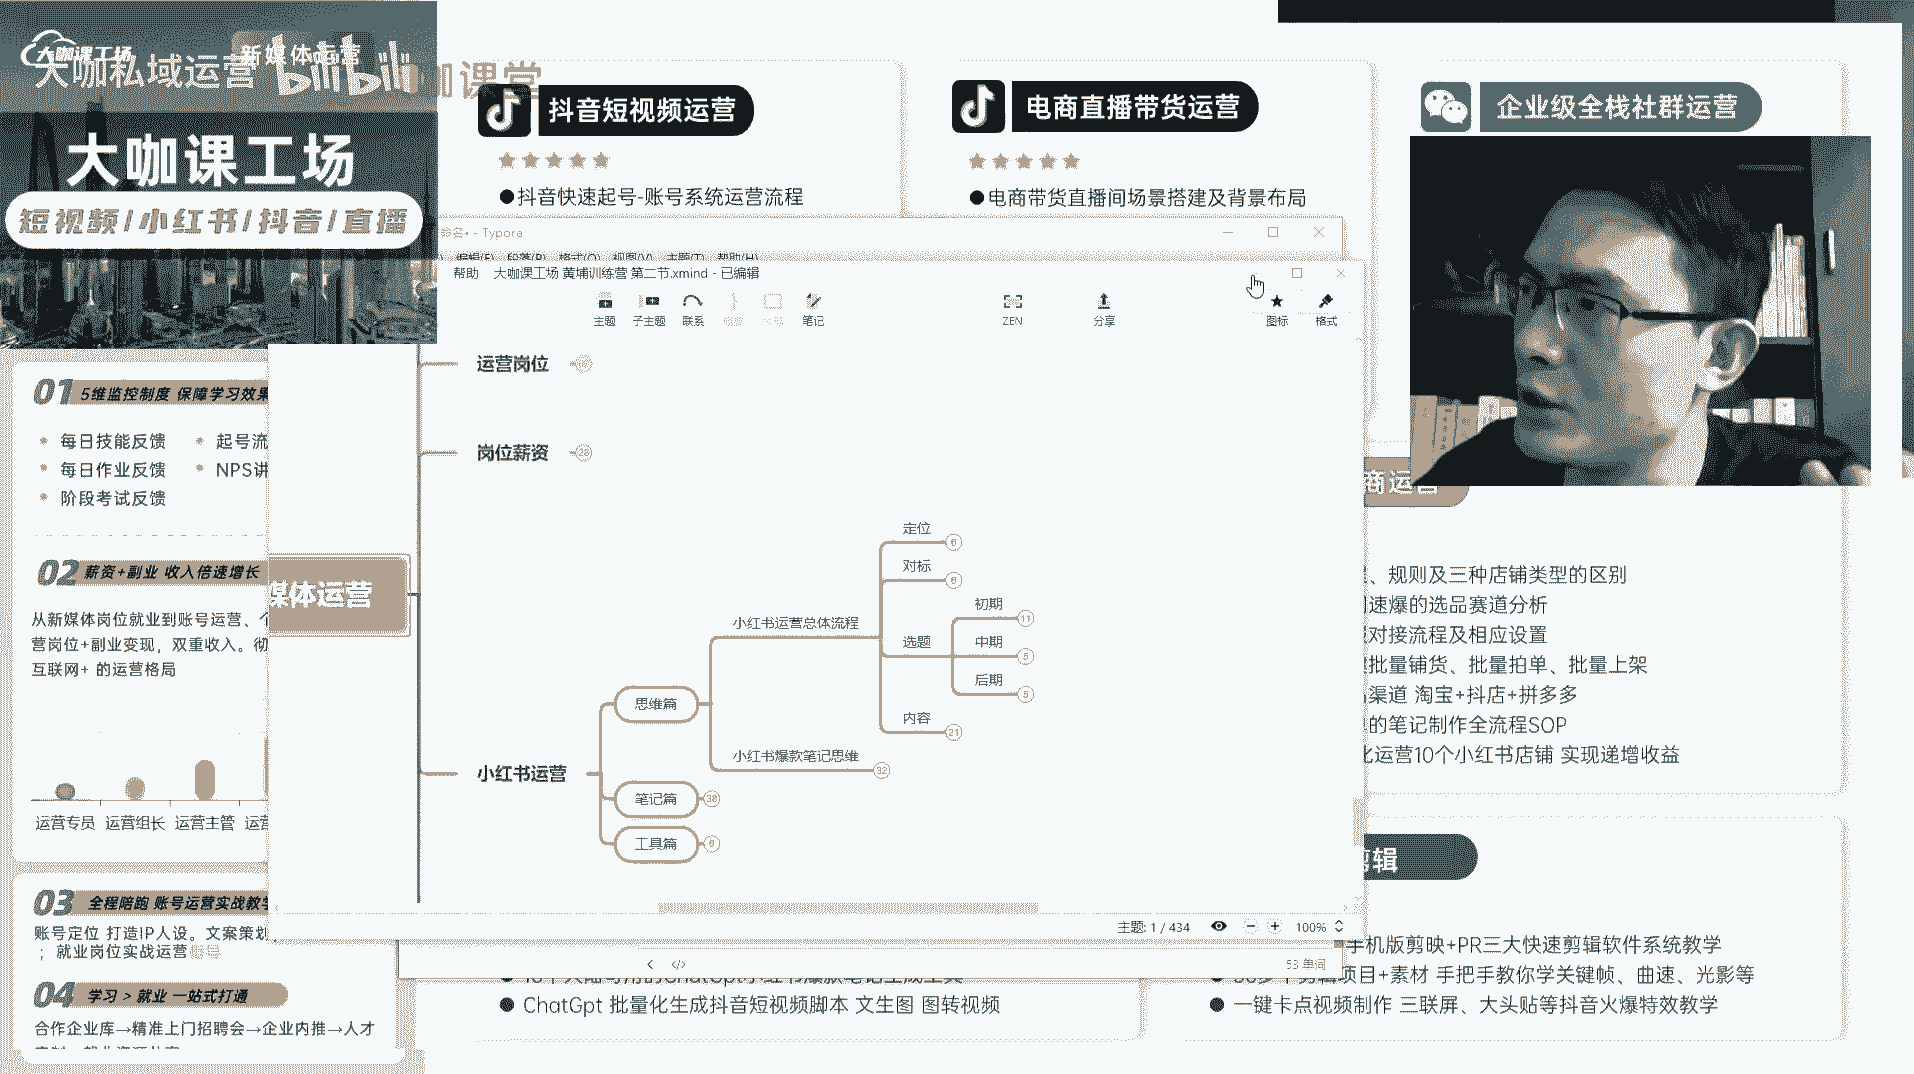 大咖课工场
新媒体运营
大咖私域运营
bilibili
咖课堂
大咖课工场
短视频/小红书/抖音/直播
抖音短视频运营
●抖音快速起号-账号系统运营流程
电商直播带货运营
●电商带货直播间场景搭建及背景布局
企业级全栈社群运营
命名• - Typora
编辑(E) 段落(P) 格式(O) 视图(V) 主题(T) 帮助(H)
帮助 大咖课工场 黄埔训练营 第二节.xmind - 已编辑
主题 子主题 联系 笔记 ZEN 分享 图标 格式
运营岗位
岗位薪资 28
媒体运营
小红书运营
思维篇
小红书运营总体流程
定位 6
对标 6
选题
初期 11
中期 5
后期 5
内容 21
小红书爆款笔记思维 32
笔记篇 38
工具篇 6
主题: 1 / 434 100%
53 单词
01 5维监控制度 保障学习效果
每日技能反馈 起号流
每日作业反馈 NPS讲
阶段考试反馈
02 薪资+副业 收入倍速增长
从新媒体岗位就业到账号运营、个
营岗位+副业变现，双重收入。彻
互联网+ 的运营格局
运营专员 运营组长 运营主管 运营
03 全程陪跑 账号运营实战教学
账号定位 打造IP人设。文案策划
；就业岗位实战运营指导
04 学习 > 就业 一站式打通
合作企业库→精准上门招聘会→企业内推→人才
商运营
、规则及三种店铺类型的区别
速爆的选品赛道分析
对接流程及相应设置
批量铺货、批量拍单、批量上架
渠道 淘宝+抖店+拼多多
的笔记制作全流程SOP
化运营10个小红书店铺 实现递增收益
剪辑
手机版剪映+PR三大快速剪辑软件系统教学
项目+素材 手把手教你学关键帧、曲速、光影等
● 一键卡点视频制作 三联屏、大头贴等抖音火爆特效教学
● ChatGpt 批量化生成抖音短视频脚本 文生图 图转视频